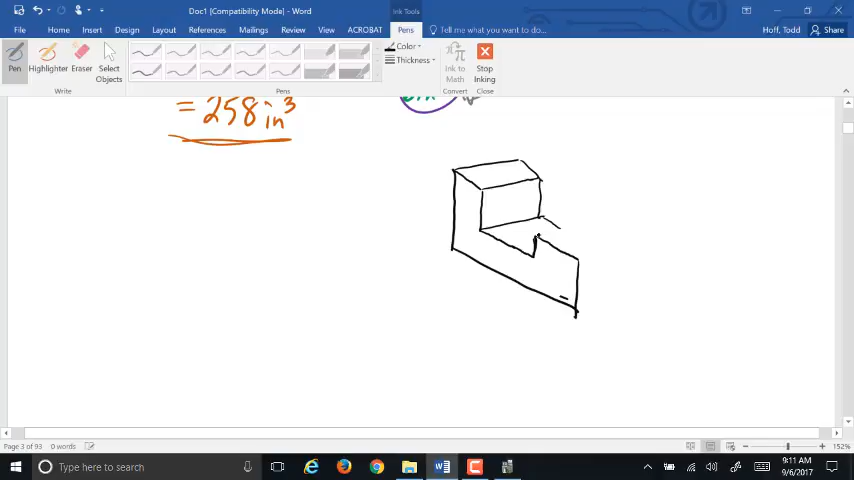 Doc1 [Compatibility Mode] - Word
Ink Tools
File Home Insert Design Layout References Mailings Review View ACROBAT Pens Tell me what you want to do... Hoff, Todd Share
Pen Highlighter Eraser Select Objects
Color
Thickness
Ink to Math
Stop Inking
Write Pens Convert Close
= 258 in³
Page 3 of 93 0 words 152%
Type here to search
9:11 AM
9/6/2017